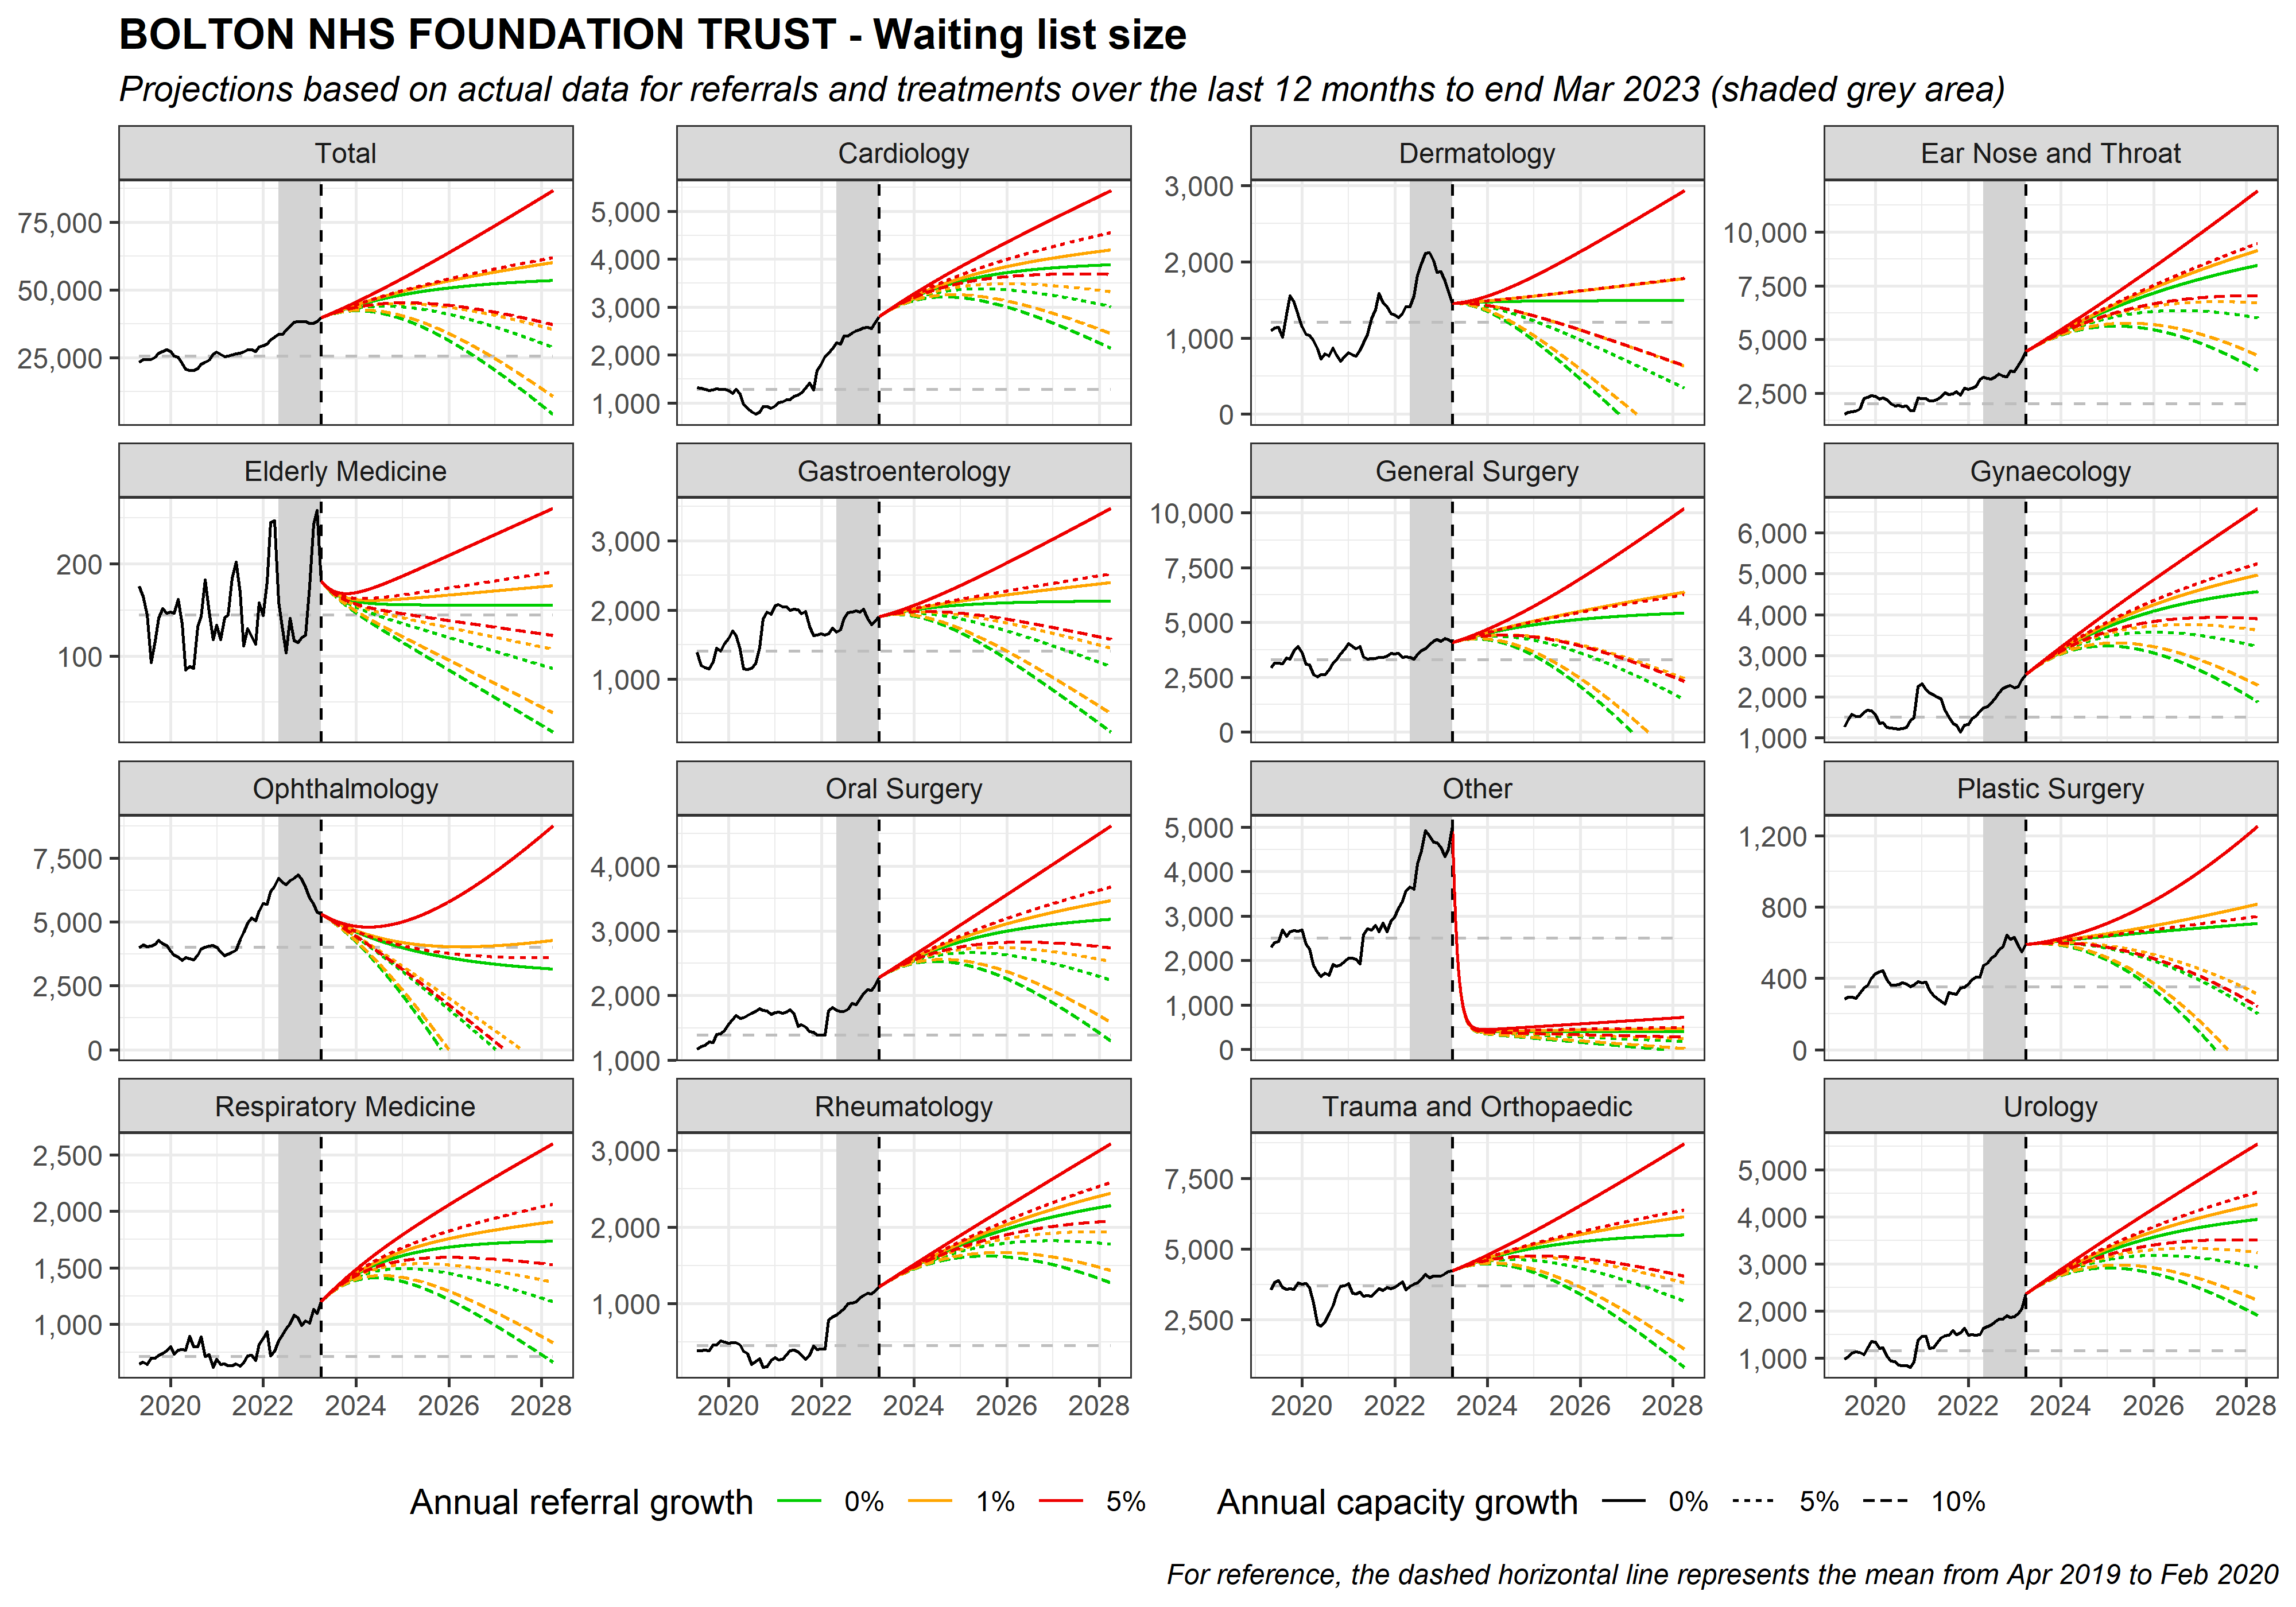 BOLTON NHS FOUNDATION TRUST - Waiting list size
Projections based on actual data for referrals and treatments over the last 12 months to end Mar 2023 (shaded grey area)
Total
Cardiology
Dermatology
Ear Nose and Throat
75,000
50,000
25,000
5,000
4,000
3,000
2,000
1,000
3,000
2,000
1,000
0
10,000
7,500
5,000
2,500
Elderly Medicine
Gastroenterology
General Surgery
Gynaecology
200
100
3,000
2,000
1,000
10,000
7,500
5,000
2,500
0
6,000
5,000
4,000
3,000
2,000
1,000
Ophthalmology
Oral Surgery
Other
Plastic Surgery
7,500
5,000
2,500
0
4,000
3,000
2,000
1,000
5,000
4,000
3,000
2,000
1,000
0
1,200
800
400
0
Respiratory Medicine
Rheumatology
Trauma and Orthopaedic
Urology
2,500
2,000
1,500
1,000
3,000
2,000
1,000
7,500
5,000
2,500
5,000
4,000
3,000
2,000
1,000
2020 2022 2024 2026 2028
2020 2022 2024 2026 2028
2020 2022 2024 2026 2028
2020 2022 2024 2026 2028
Annual referral growth 0% 1% 5%
Annual capacity growth 0% 5% 10%
For reference, the dashed horizontal line represents the mean from Apr 2019 to Feb 2020